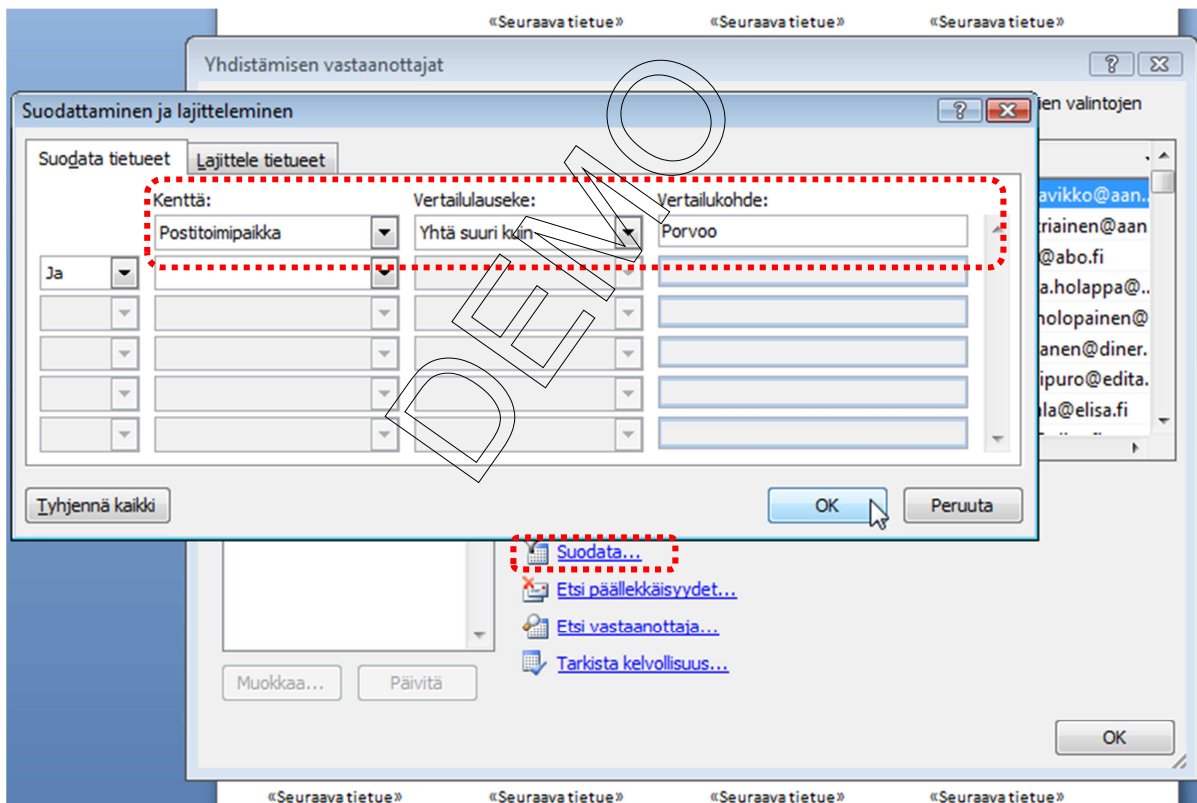 «Seuraava tietue» «Seuraava tietue» «Seuraava tietue»
Yhdistämisen vastaanottajat
Suodattaminen ja lajitteleminen
ien valintojen
Suodata tietueet Lajittele tietueet
Kenttä: Vertailulauseke: Vertailukohde:
Postitoimipaikka Yhtä suuri kuin Porvoo
Ja
avikko@aan..
riainen@aan
@abo.fi
a.holappa@..
holopainen@
anen@diner.
ipuro@edita.
la@elisa.fi
DEMO
Tyhjennä kaikki OK Peruuta
Suodata...
Etsi päällekkäisyydet...
Etsi vastaanottaja...
Tarkista kelvollisuus...
Muokkaa... Päivitä
OK
«Seuraava tietue» «Seuraava tietue» «Seuraava tietue» «Seuraava tietue»